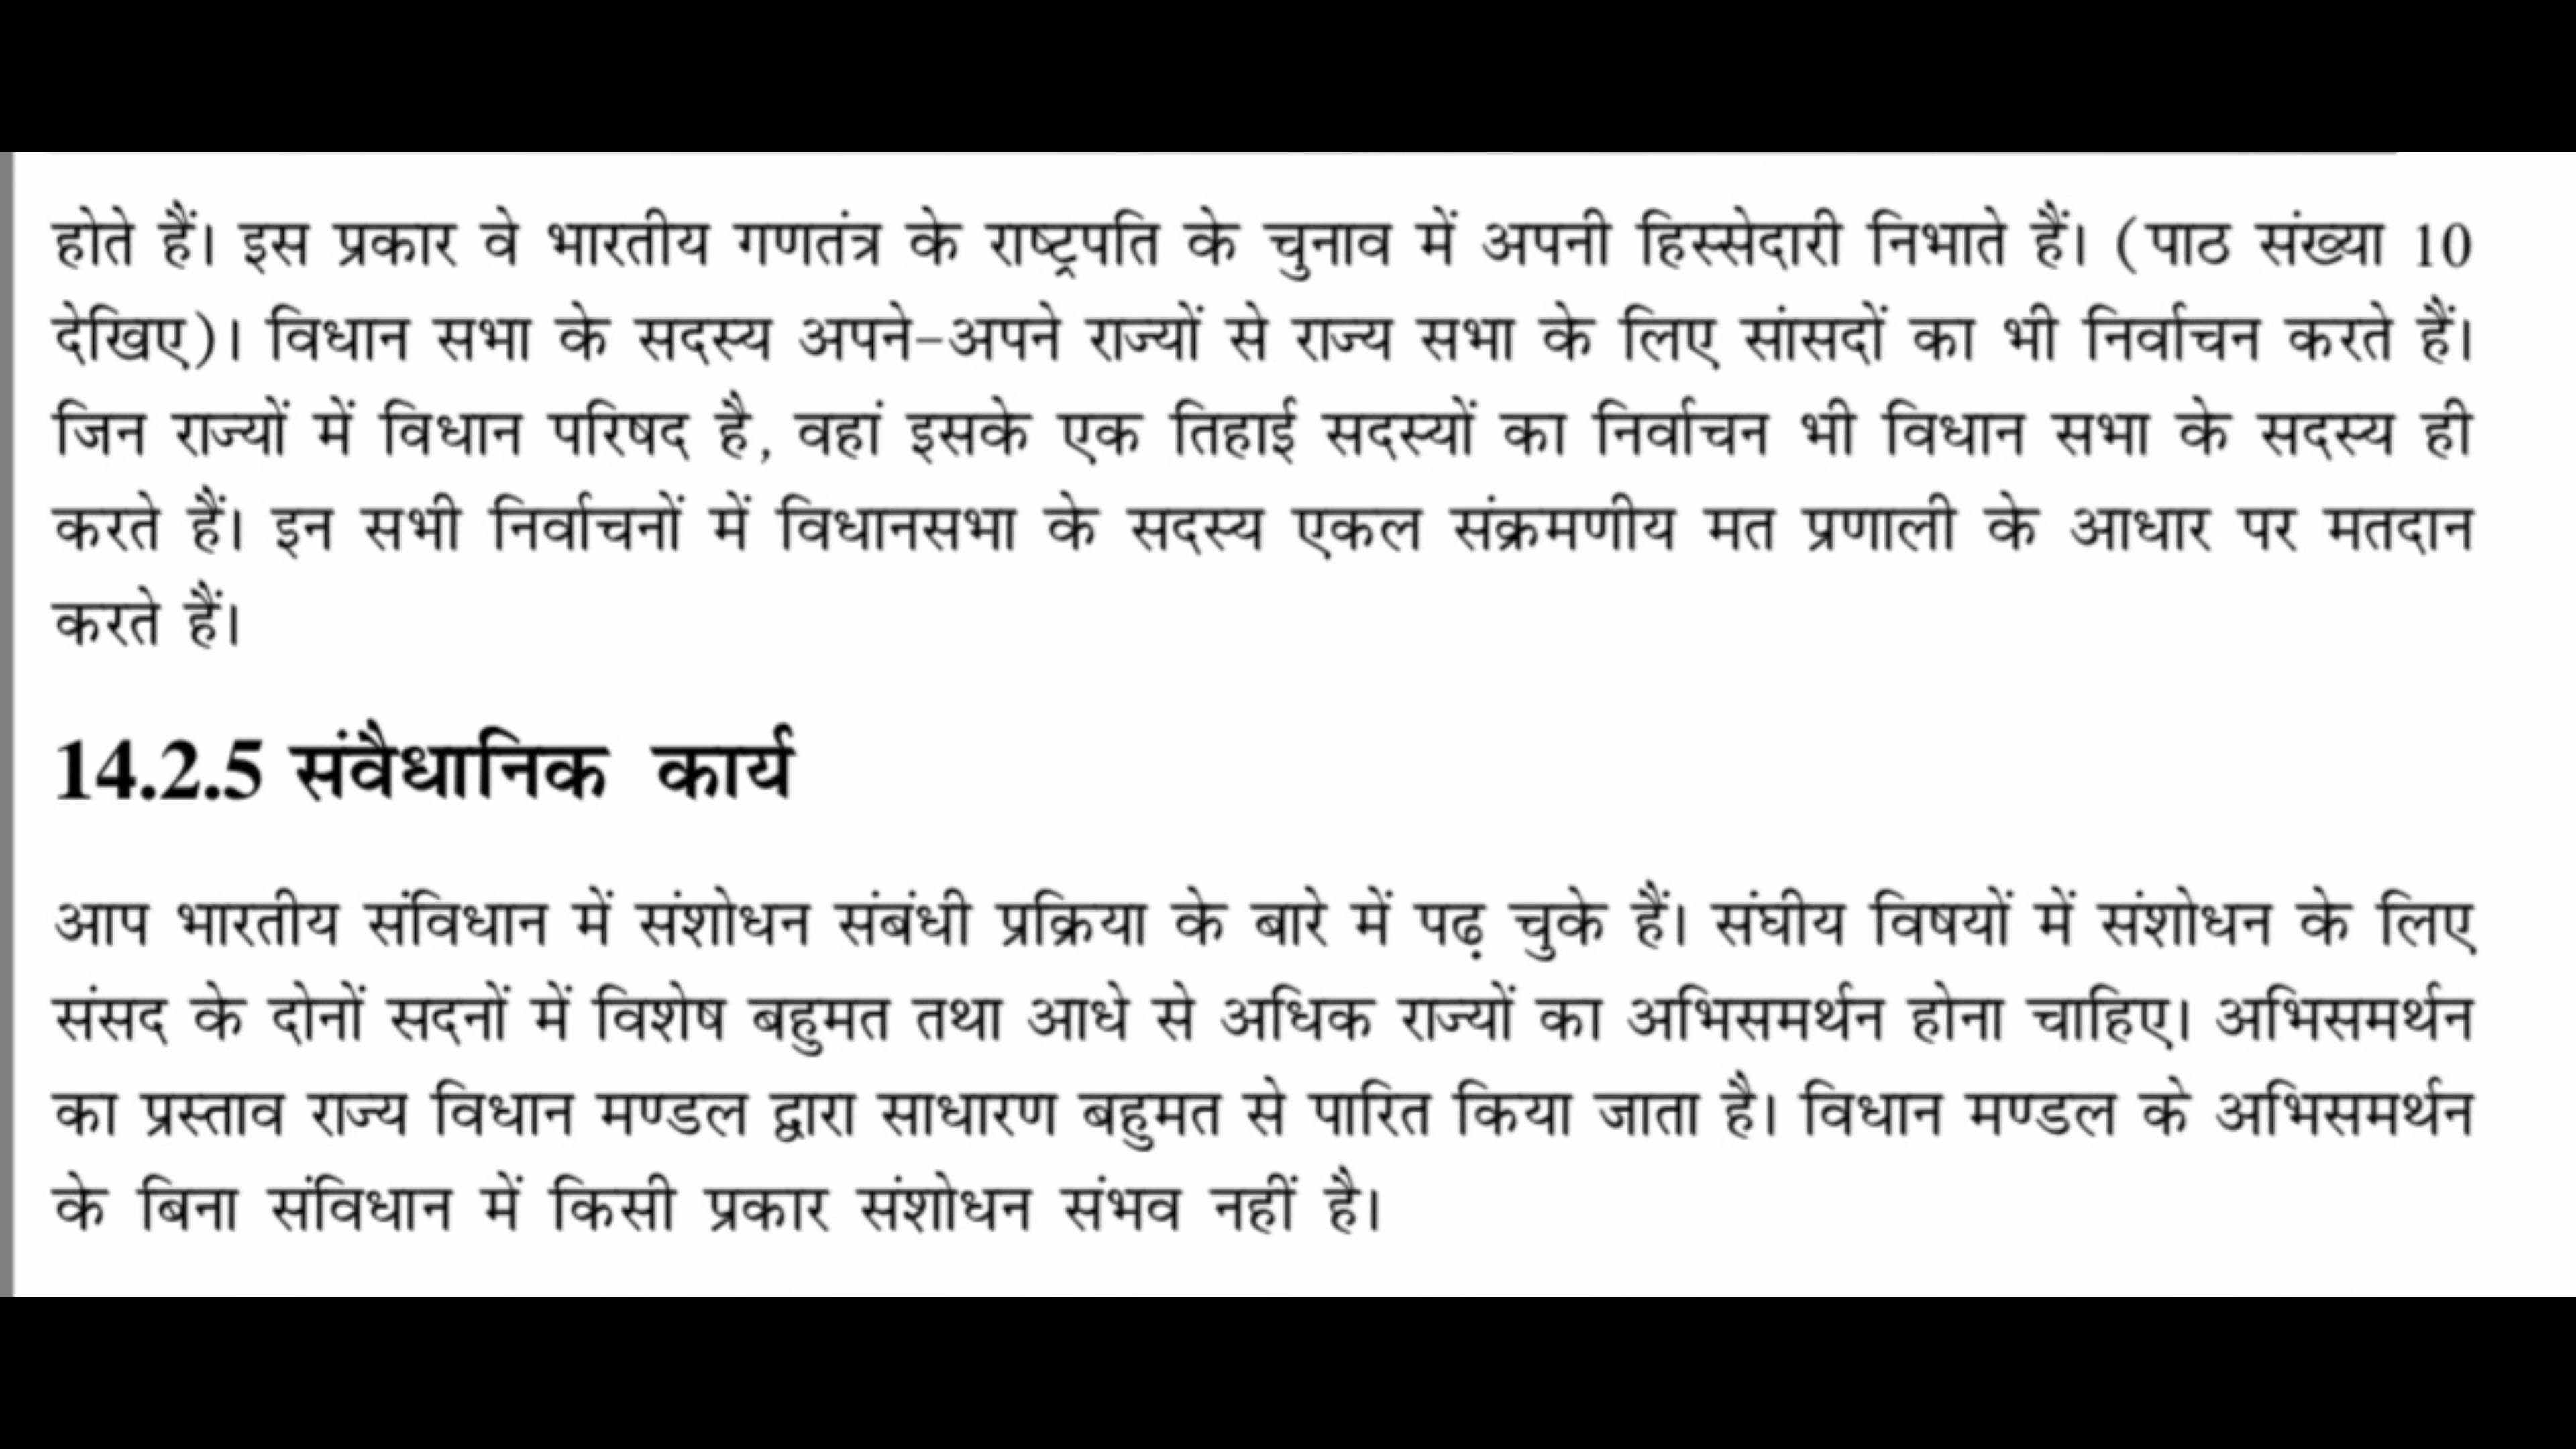 होते हैं। इस प्रकार वे भारतीय गणतंत्र के राष्ट्रपति के चुनाव में अपनी हिस्सेदारी निभाते हैं। (पाठ संख्या 10
देखिए)। विधान सभा के सदस्य अपने-अपने राज्यों से राज्य सभा के लिए सांसदों का भी निर्वाचन करते हैं।
जिन राज्यों में विधान परिषद है, वहां इसके एक तिहाई सदस्यों का निर्वाचन भी विधान सभा के सदस्य ही
करते हैं। इन सभी निर्वाचनों में विधानसभा के सदस्य एकल संक्रमणीय मत प्रणाली के आधार पर मतदान
करते हैं।
14.2.5 संवैधानिक कार्य
आप भारतीय संविधान में संशोधन संबंधी प्रक्रिया के बारे में पढ़ चुके हैं। संघीय विषयों में संशोधन के लिए
संसद के दोनों सदनों में विशेष बहुमत तथा आधे से अधिक राज्यों का अभिसमर्थन होना चाहिए। अभिसमर्थन
का प्रस्ताव राज्य विधान मण्डल द्वारा साधारण बहुमत से पारित किया जाता है। विधान मण्डल के अभिसमर्थन
के बिना संविधान में किसी प्रकार संशोधन संभव नहीं है।